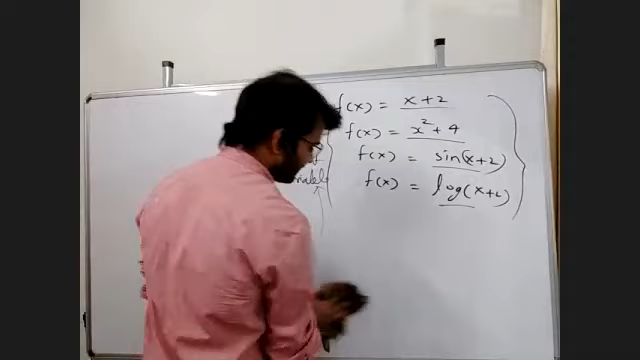 f(x) = x+2
f(x) = x² + 4
f(x) = sin(x+2)
f(x) = log(x+2)